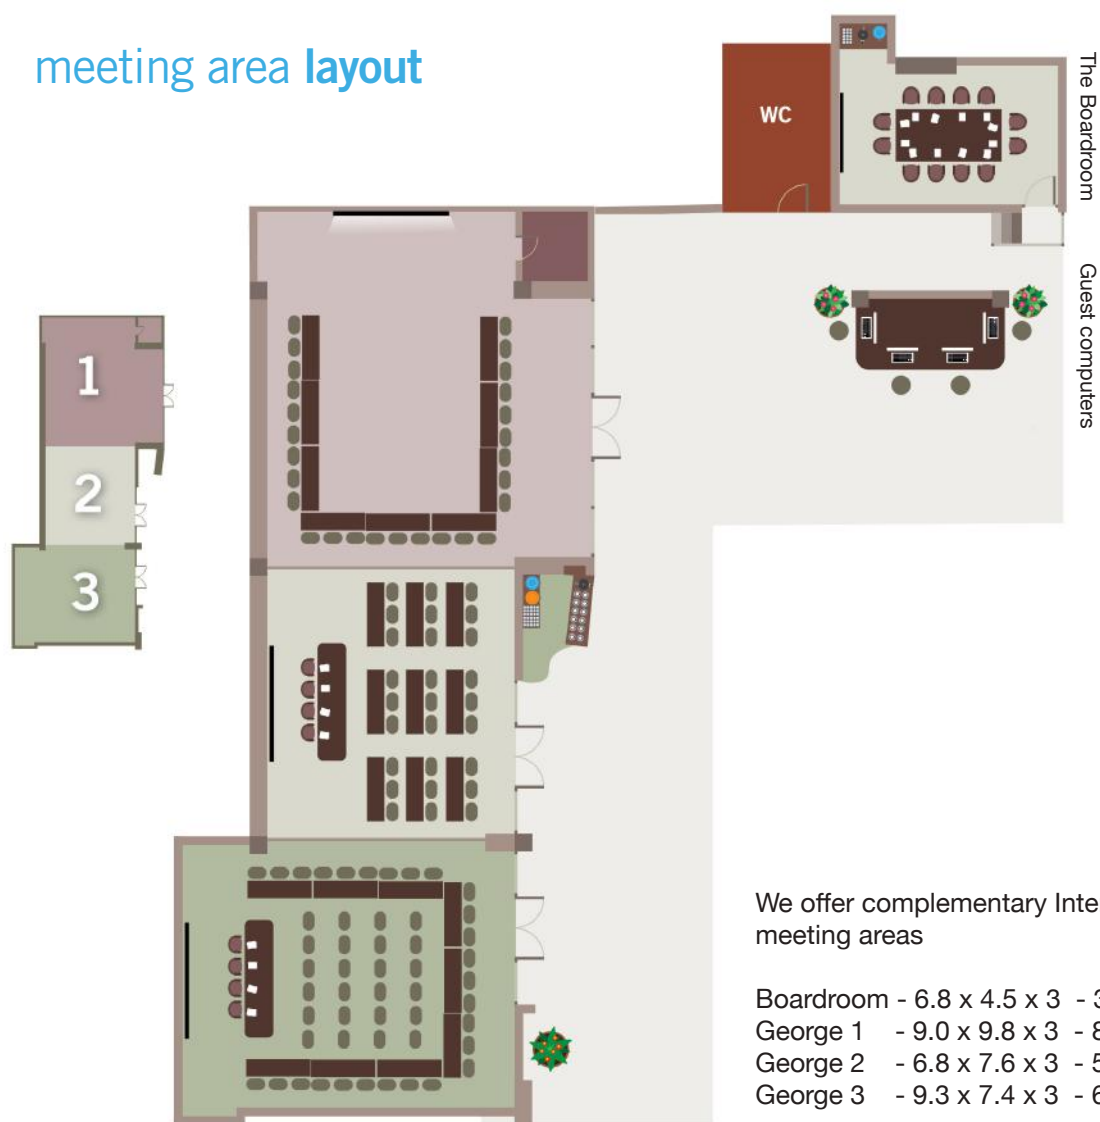 meeting area layout
WC
The Boardroom
Guest computers
1
2
3
We offer complementary
meeting areas
Boardroom - 6.8 x 4.5 x 3 -
George 1 - 9.0 x 9.8 x 3 -
George 2 - 6.8 x 7.6 x 3 -
George 3 - 9.3 x 7.4 x 3 -